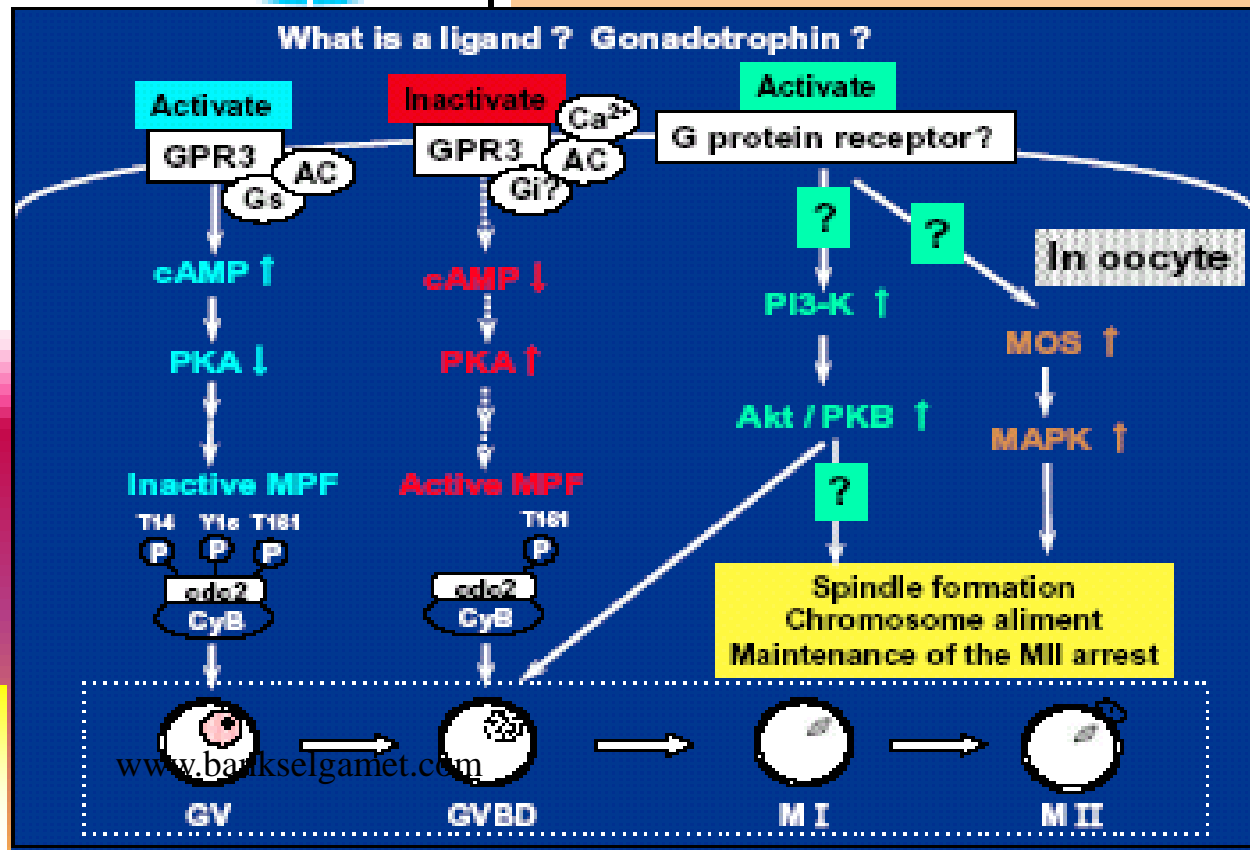 What is a ligand ? Gonadotrophin ?
Activate
GPR3
AC
Gs
cAMP ↑
PKA ↓
Inactive MPF
T14 Y15 T161
P P P
cdc2
CyB
Inactivate
GPR3
Ca2+
AC
Gi?
cAMP ↓
PKA ↑
Active MPF
T161
P
cdc2
CyB
Activate
G protein receptor?
?
?
In oocyte
PI3-K ↑
MOS ↑
Akt / PKB ↑
MAPK ↑
?
Spindle formation
Chromosome aliment
Maintenance of the MII arrest
www.bankselgamet.com
GV
GVBD
M I
M II